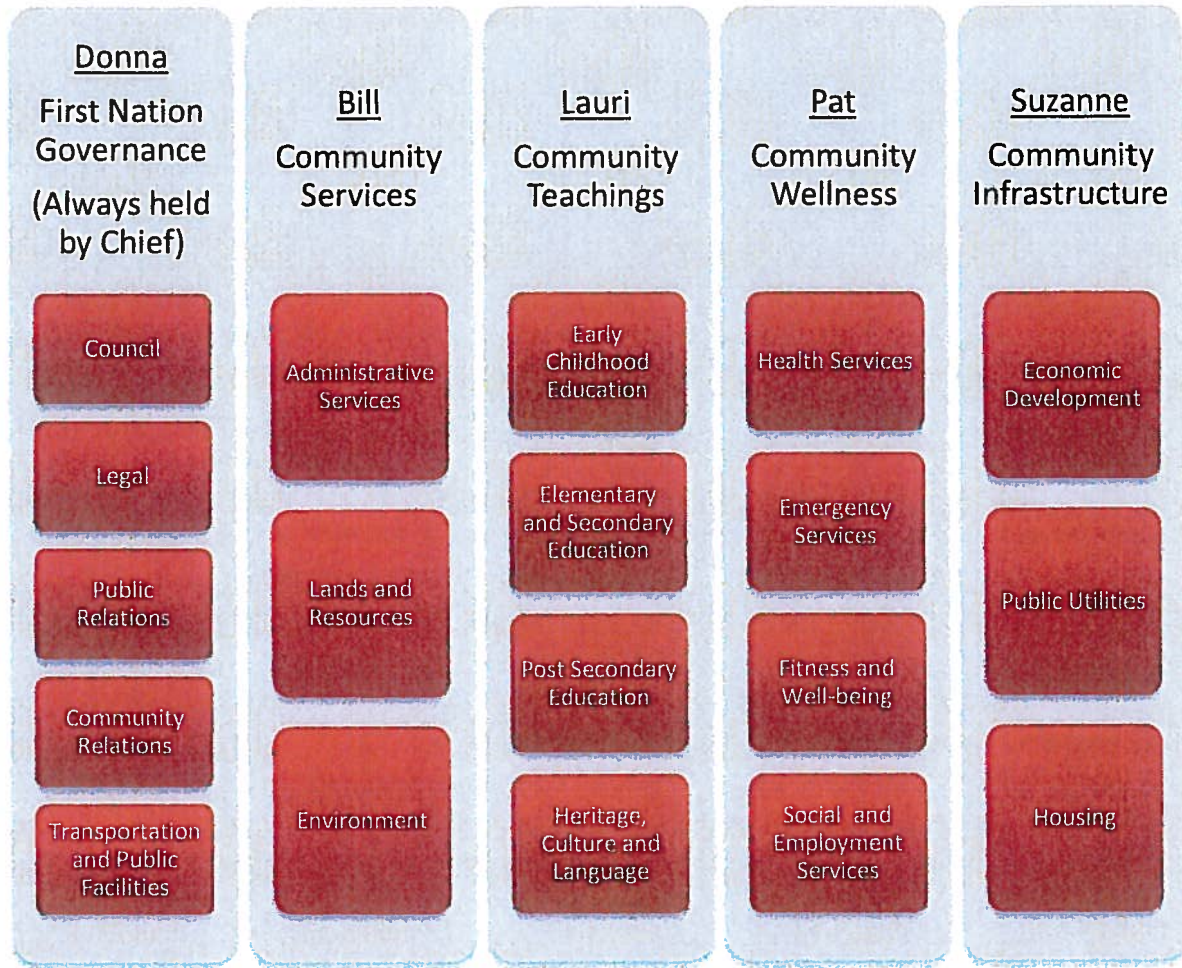 Donna
First Nation
Governance
(Always held
by Chief)
Council
Legal
Public
Relations
Community
Relations
Transportation
and Public
Facilities
Bill
Community
Services
Administrative
Services
Lands and
Resources
Environment
Lauri
Community
Teachings
Early
Childhood
Education
Elementary
and Secondary
Education
Post Secondary
Education
Heritage,
Culture and
Language
Pat
Community
Wellness
Health Services
Emergency
Services
Fitness and
Well-being
Social and
Employment
Services
Suzanne
Community
Infrastructure
Economic
Development
Public Utilities
Housing